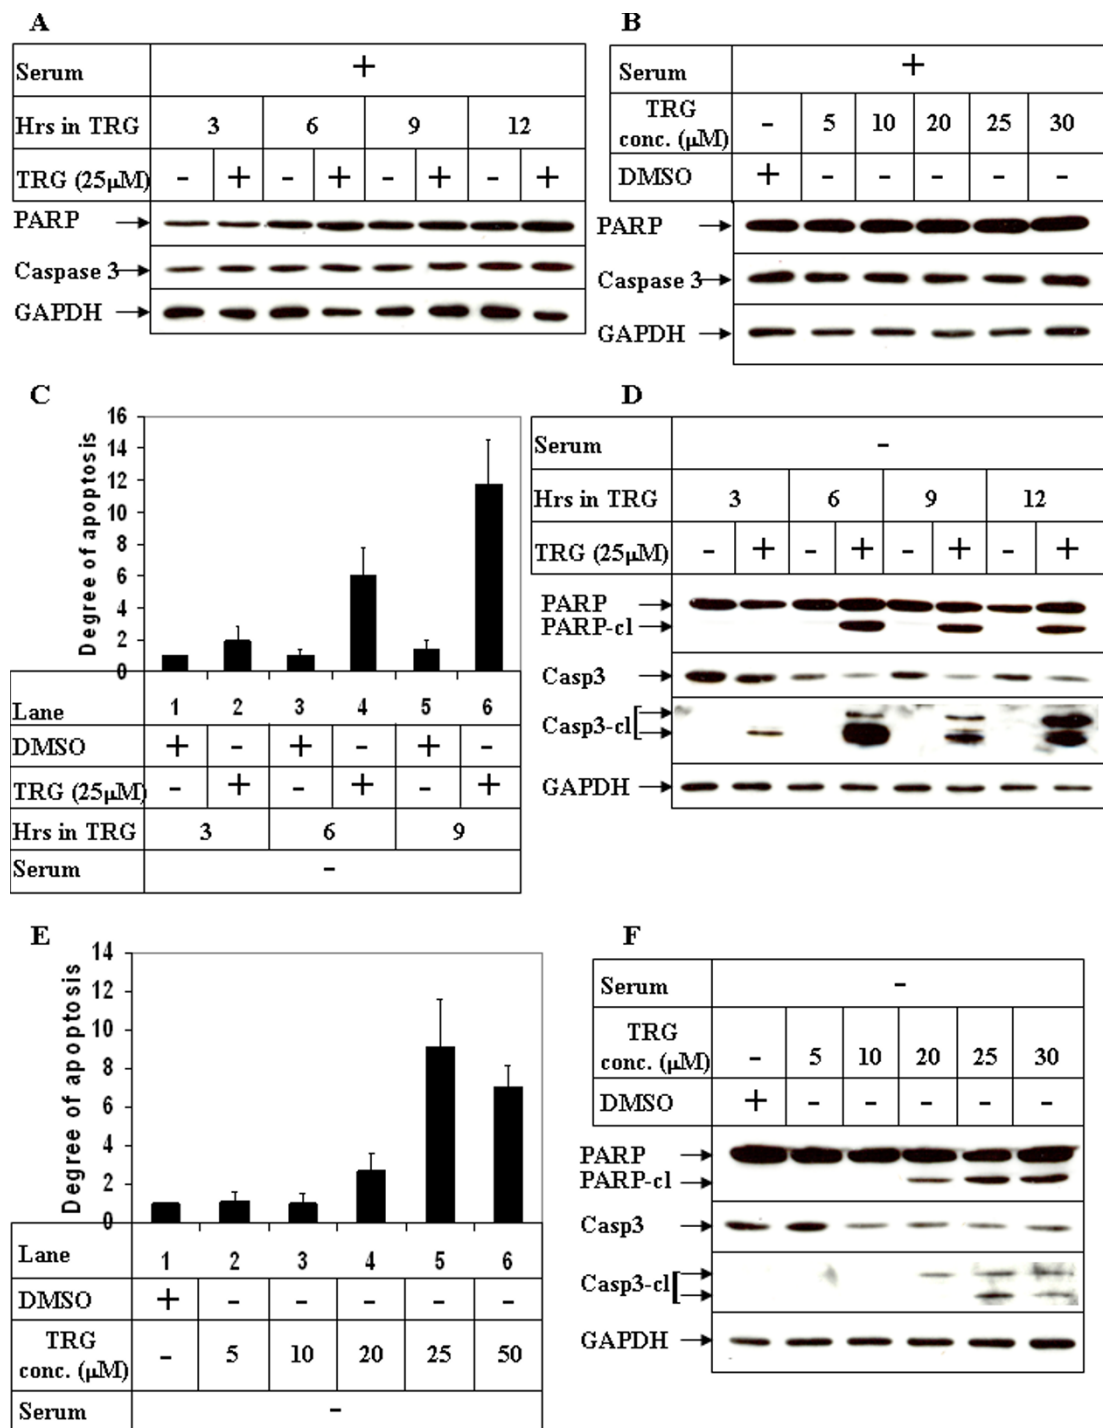 A
Serum +
Hrs in TRG 3 6 9 12
TRG (25μM) - + - + - + - +
PARP
Caspase 3
GAPDH
B
Serum +
TRG
conc. (μM) - 5 10 20 25 30
DMSO + - - - - -
PARP
Caspase 3
GAPDH
C
Degree of apoptosis
16
14
12
10
8
6
4
2
0
Lane 1 2 3 4 5 6
DMSO + - + - + -
TRG (25μM) - + - + - +
Hrs in TRG 3 6 9
Serum -
D
Serum -
Hrs in TRG 3 6 9 12
TRG (25μM) - + - + - + - +
PARP
PARP-cl
Casp3
Casp3-cl
GAPDH
E
Degree of apoptosis
14
12
10
8
6
4
2
0
Lane 1 2 3 4 5 6
DMSO + - - - - -
TRG
conc. (μM) - 5 10 20 25 50
Serum -
F
Serum -
TRG
conc. (μM) - 5 10 20 25 30
DMSO + - - - - -
PARP
PARP-cl
Casp3
Casp3-cl
GAPDH